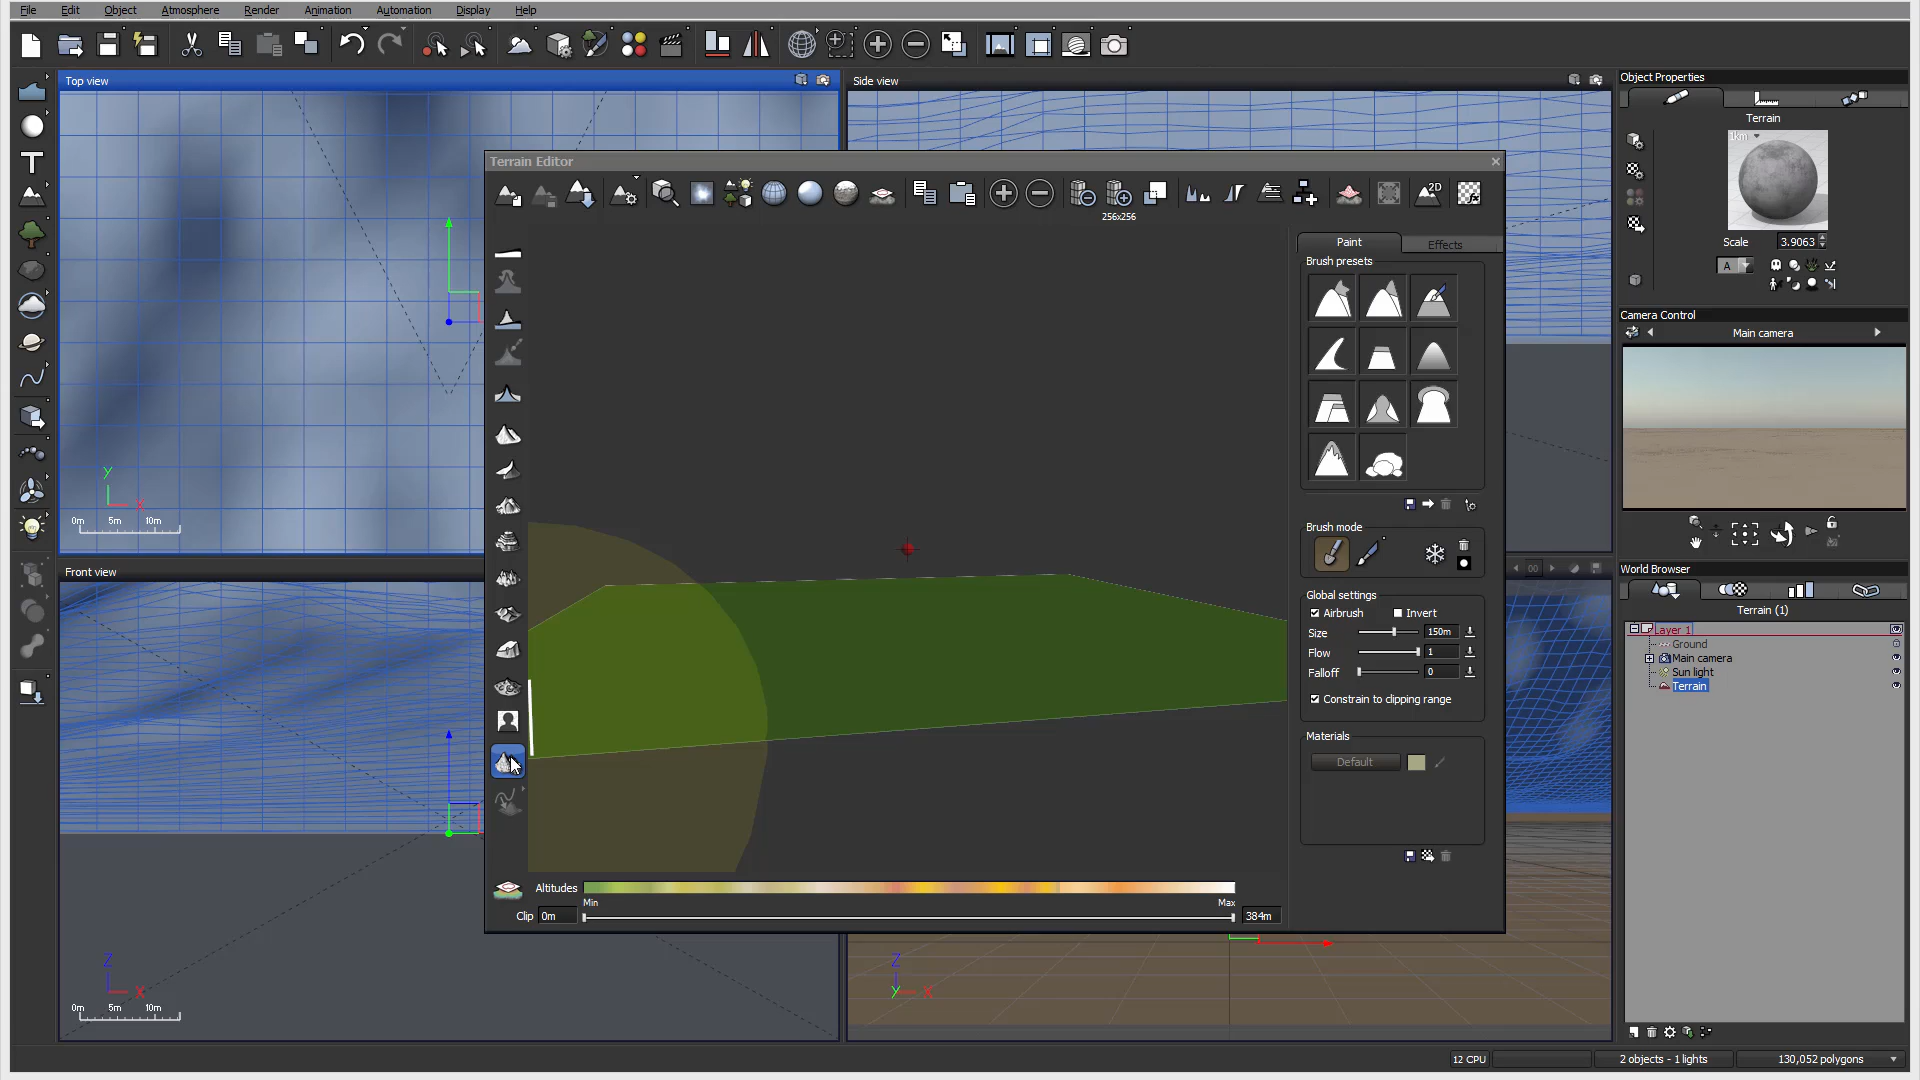 File Edit Object Atmosphere Render Animation Automation Display Help
Top view
Side view
Object Properties
Terrain
1km
Scale 3.9063
A
Terrain Editor
2D
256x256
Paint Effects
Brush presets
Brush mode
Global settings
Airbrush Invert
Size 150m
Flow 1
Falloff 0
Constrain to clipping range
Materials
Default
Altitudes
Min Max
Clip 0m 384m
Camera Control
Main camera
World Browser
Terrain (1)
Layer 1
Ground
Main camera
Sun light
Terrain
Y
X
0m 5m 10m
Front view
00
Z
X
0m 5m 10m
Z
Y X
12 CPU 2 objects - 1 lights 130,052 polygons